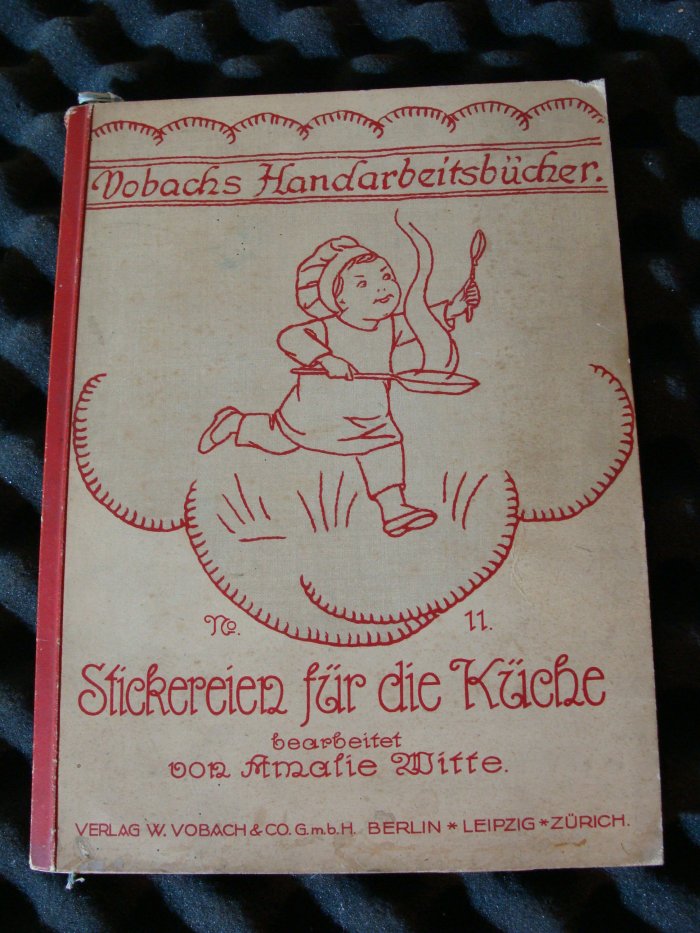 Vobachs Handarbeitsbücher.
No. 11.
Stickereien für die Küche
bearbeitet
von Amalie Witte.
VERLAG W. VOBACH & CO. G.m.b.H. BERLIN * LEIPZIG * ZÜRICH.